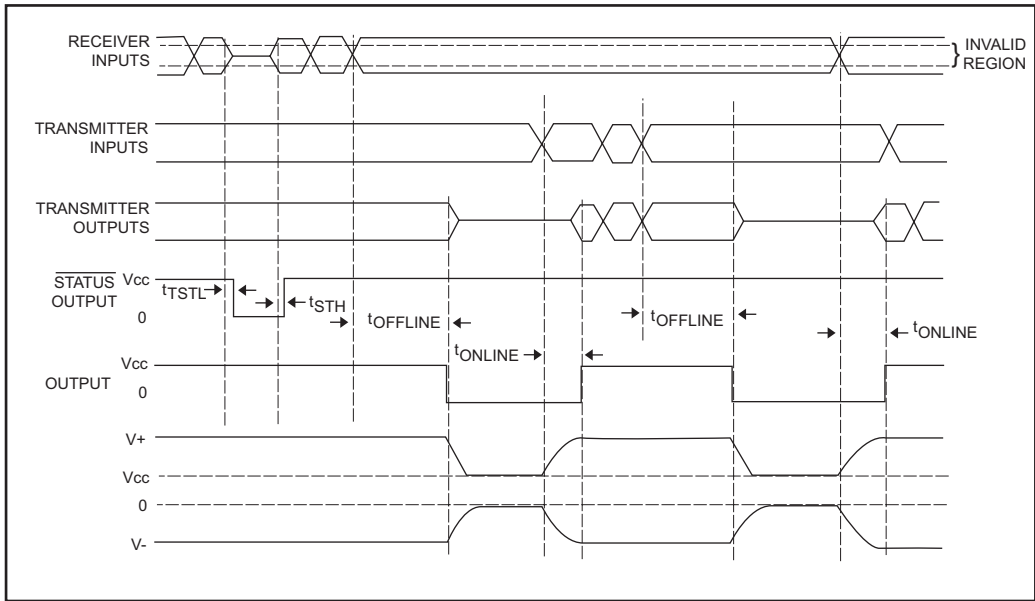 RECEIVER
INPUTS
INVALID
REGION
TRANSMITTER
INPUTS
TRANSMITTER
OUTPUTS
STATUS
OUTPUT
Vcc
0
tTSTL
tSTH
tOFFLINE
tOFFLINE
tONLINE
tONLINE
OUTPUT
Vcc
0
V+
Vcc
0
V-